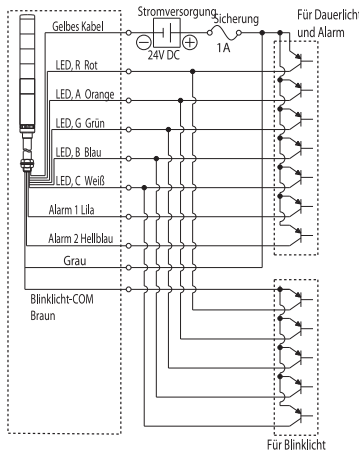 Stromversorgung
Sicherung
Für Dauerlicht
und Alarm
Gelbes Kabel
24V DC
1 A
LED, R Rot
LED, A Orange
LED, G Grün
LED, B Blau
LED, C Weiß
Alarm 1 Lila
Alarm 2 Hellblau
Grau
Blinklicht-COM
Braun
Für Blinklicht